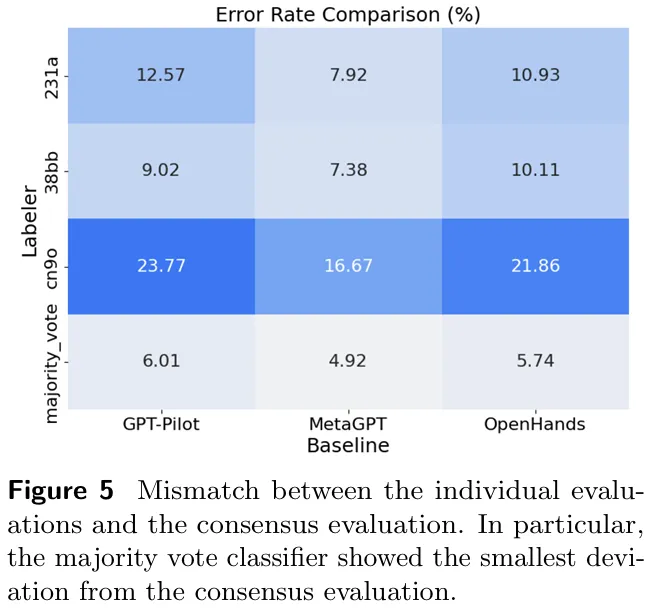 Error Rate Comparison (%)
Labeler
231a
12.57
7.92
10.93
38bb
9.02
7.38
10.11
cn9o
23.77
16.67
21.86
majority_vote
6.01
4.92
5.74
GPT-Pilot
MetaGPT
OpenHands
Baseline
Figure 5 Mismatch between the individual evalu-
ations and the consensus evaluation. In particular,
the majority vote classifier showed the smallest devi-
ation from the consensus evaluation.